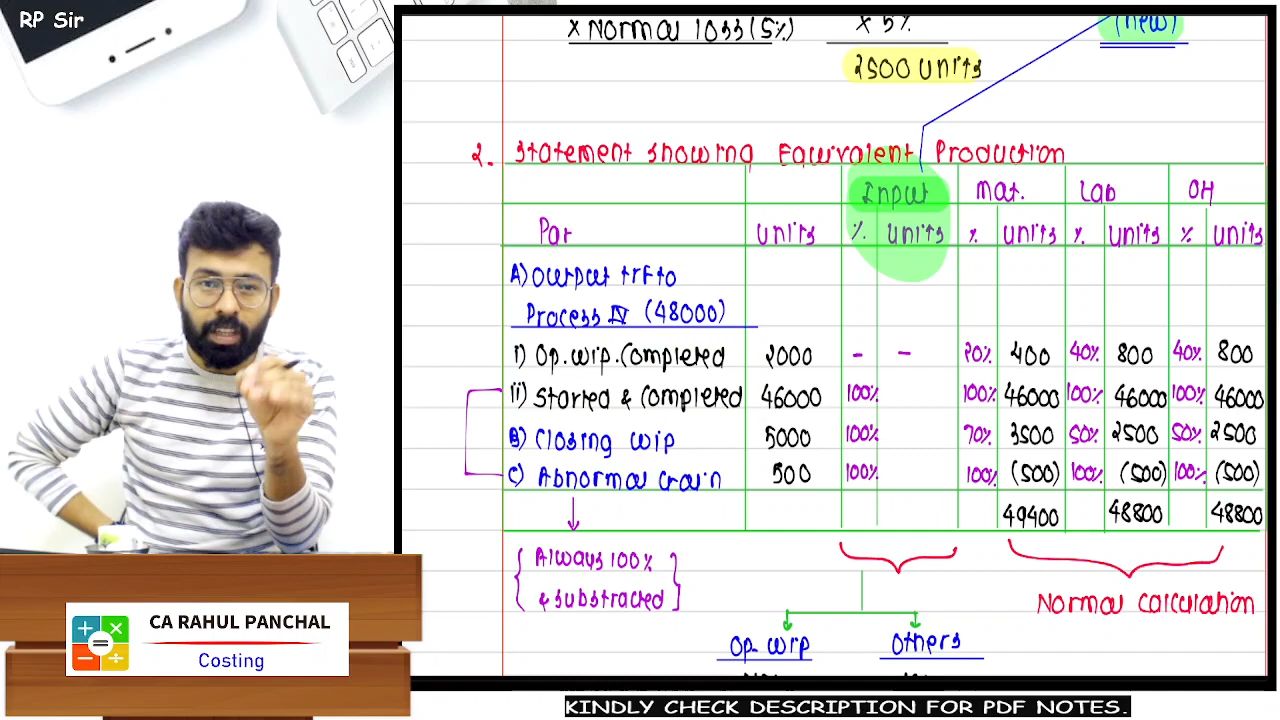 RP Sir
x Normal loss (5%) x 5% (new)
2500 units
2. Statement showing Equivalent Production
Input Mat. Lab OH
Par units % units % units % units % units
A) Output trf to
Process IV (48000)
i) Op. wip. Completed 2000 - - 20% 400 40% 800 40% 800
ii) Started & Completed 46000 100% 100% 46000 100% 46000 100% 46000
B) Closing wip 5000 100% 70% 3500 50% 2500 50% 2500
C) Abnormal Gain 500 100% 100% (500) 100% (500) 100% (500)
49400 48800 48800
Always 100%
& substracted
Normal Calculation
Op. wip Others
CA RAHUL PANCHAL
Costing
KINDLY CHECK DESCRIPTION FOR PDF NOTES.